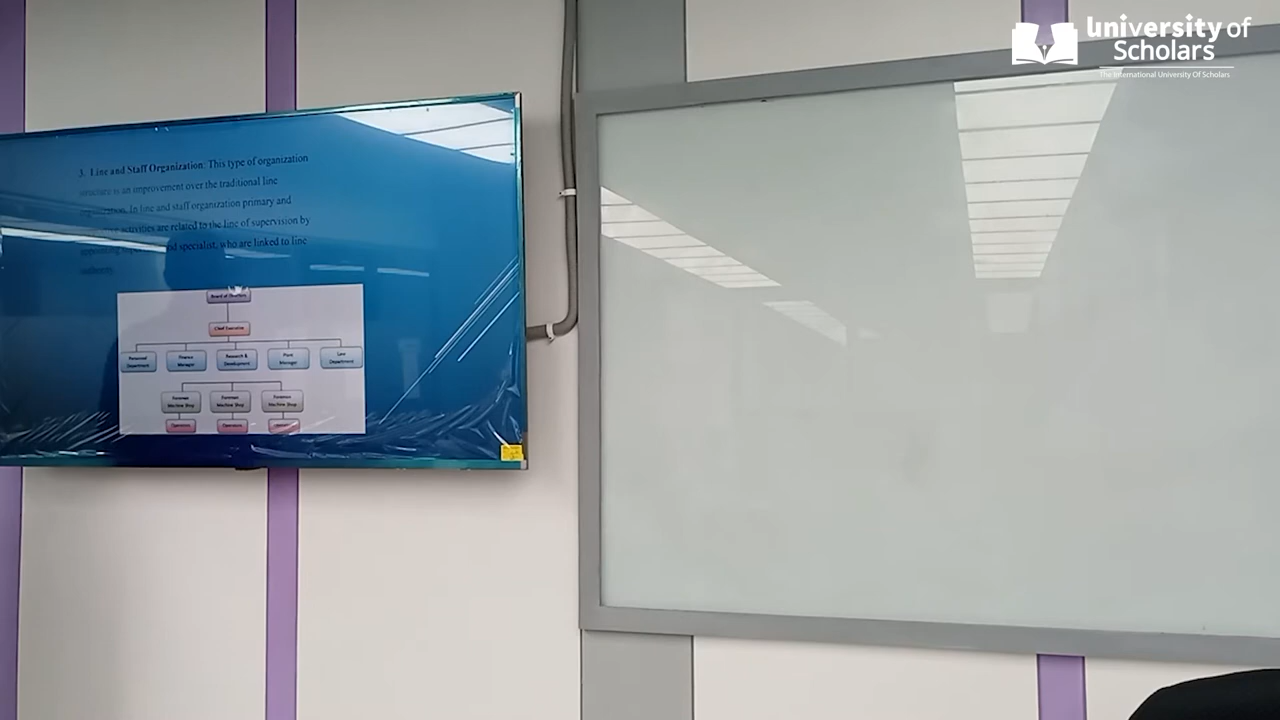 University of
Scholars
The International University Of Scholars
3. Line and Staff Organization: This type of organization
structure is an improvement over the traditional line
organization. In line and staff organization primary and
activities are related to the line of supervision by
specialist, who are linked to line
authority.
Board of Directors
Chief Executive
Personnel
Department
Finance
Manager
Research &
Development
Plant
Manager
Law
Department
Foreman
Machine Shop
Foreman
Machine Shop
Foreman
Machine Shop
Operators
Operators